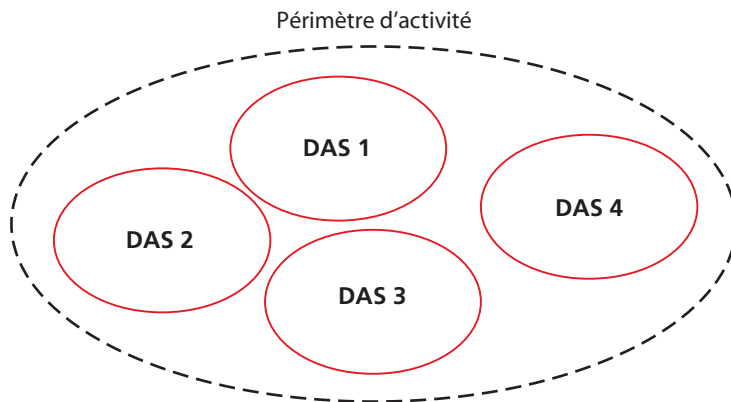 Périmètre d’activité
DAS 1
DAS 2
DAS 3
DAS 4